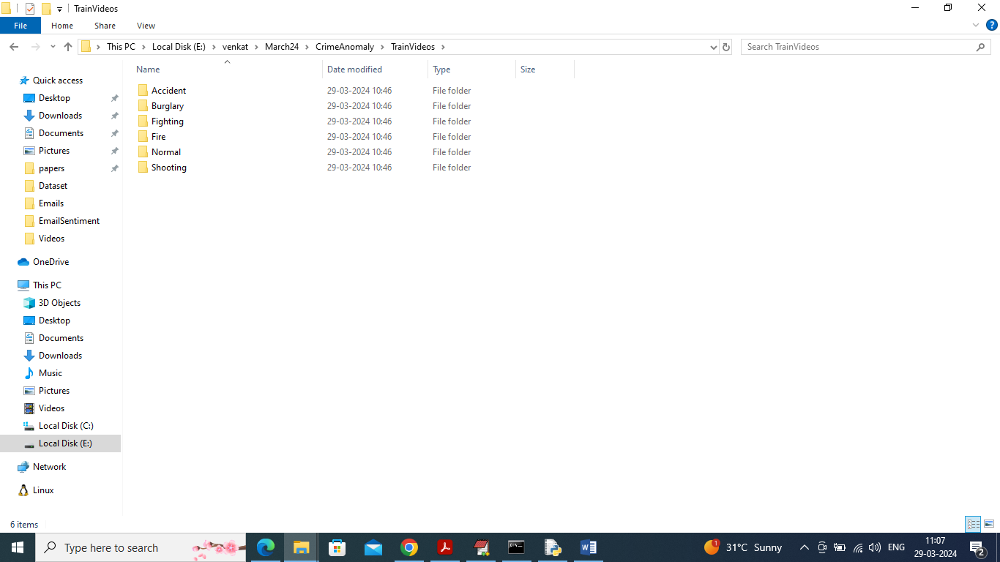 TrainVideos
File Home Share View
This PC Local Disk (E:) venkat March24 CrimeAnomaly TrainVideos
Search TrainVideos
Name Date modified Type Size
Quick access
Desktop
Downloads
Documents
Pictures
papers
Dataset
Emails
EmailSentiment
Videos
OneDrive
This PC
3D Objects
Desktop
Documents
Downloads
Music
Pictures
Videos
Local Disk (C:)
Local Disk (E:)
Network
Linux
Accident 29-03-2024 10:46 File folder
Burglary 29-03-2024 10:46 File folder
Fighting 29-03-2024 10:46 File folder
Fire 29-03-2024 10:46 File folder
Normal 29-03-2024 10:46 File folder
Shooting 29-03-2024 10:46 File folder
6 items
Type here to search
1
31°C Sunny
ENG
11:07
29-03-2024
2